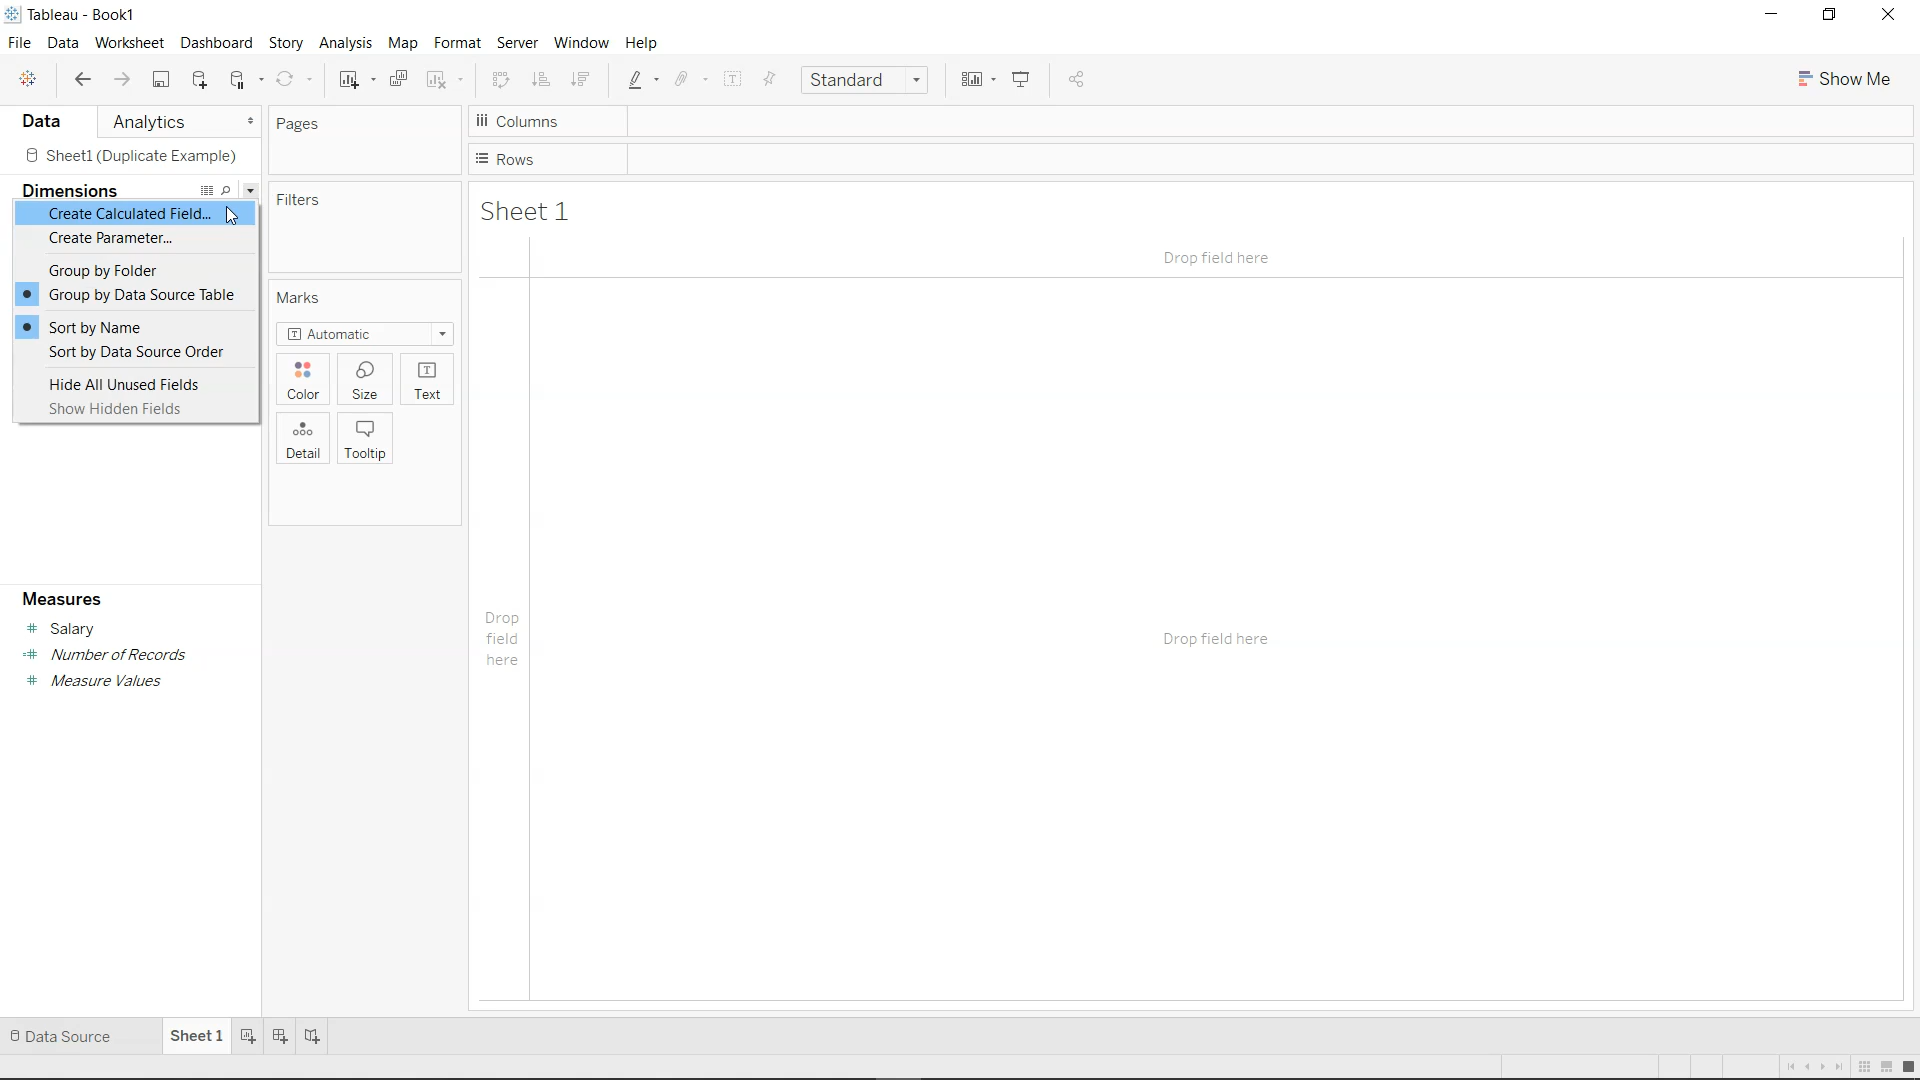 Tableau - Book1
File Data Worksheet Dashboard Story Analysis Map Format Server Window Help
Standard
Show Me
Data
Analytics
Sheet1 (Duplicate Example)
Dimensions
Create Calculated Field...
Create Parameter...
Group by Folder
Group by Data Source Table
Sort by Name
Sort by Data Source Order
Hide All Unused Fields
Show Hidden Fields
Measures
Salary
Number of Records
Measure Values
Pages
Filters
Marks
Automatic
Color
Size
Text
Detail
Tooltip
Columns
Rows
Sheet 1
Drop field here
Drop
field
here
Drop field here
Data Source
Sheet 1